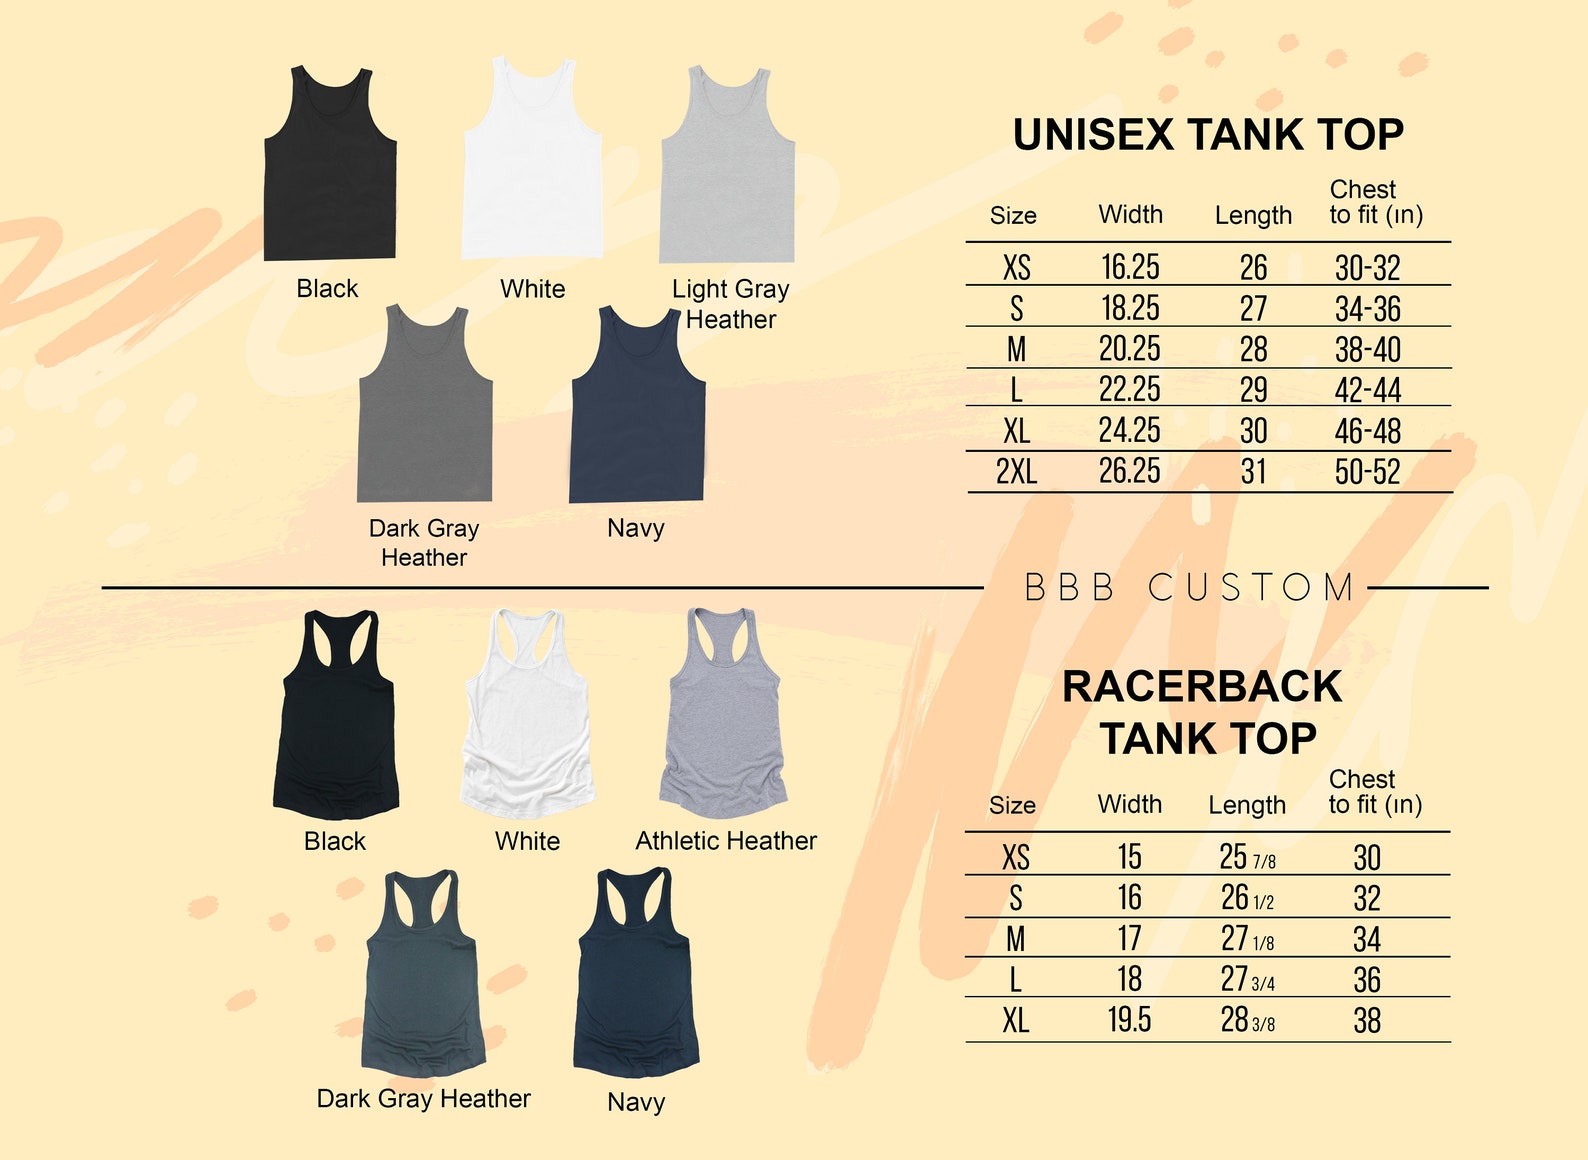 Black
White
Light Gray
Heather
Dark Gray
Heather
Navy
UNISEX TANK TOP
Size Width Length Chest
to fit (ın)
XS 16.25 26 30-32
S 18.25 27 34-36
M 20.25 28 38-40
L 22.25 29 42-44
XL 24.25 30 46-48
2XL 26.25 31 50-52
BBB CUSTOM
Black
White
Athletic Heather
Dark Gray Heather
Navy
RACERBACK
TANK TOP
Size Width Length Chest
to fit (ın)
XS 15 25 7/8 30
S 16 26 1/2 32
M 17 27 1/8 34
L 18 27 3/4 36
XL 19.5 28 3/8 38